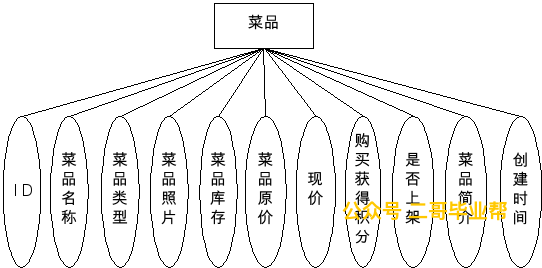 菜品
ID
菜品名称
菜品类型
菜品照片
菜品库存
菜品原价
现价
购买获得积分
是否上架
菜品简介
创建时间
公众号 二哥毕业帮